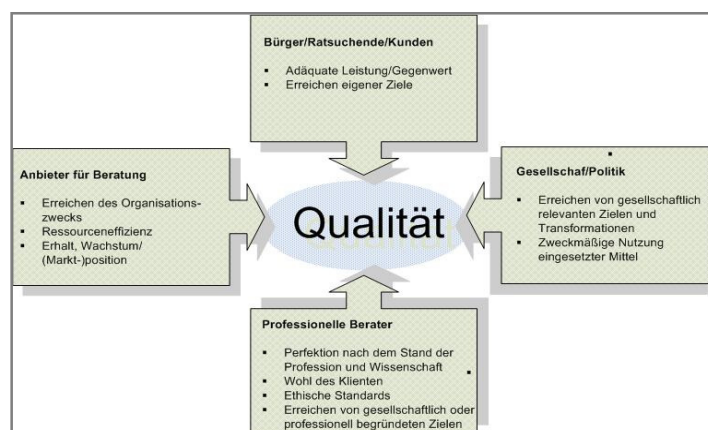 Bürger/Ratsuchende/Kunden
▪ Adäquate Leistung/Gegenwert
▪ Erreichen eigener Ziele
Anbieter für Beratung
▪ Erreichen des Organisations-
zwecks
▪ Ressourceneffizienz
▪ Erhalt, Wachstum/
(Markt-)position
Qualität
Gesellschaf/Politik
▪ Erreichen von gesellschaftlich
relevanten Zielen und
Transformationen
▪ Zweckmäßige Nutzung
eingesetzter Mittel
Professionelle Berater
▪ Perfektion nach dem Stand der
Profession und Wissenschaft
▪ Wohl des Klienten
▪ Ethische Standards
▪ Erreichen von gesellschaftlich oder
professionell begründeten Zielen